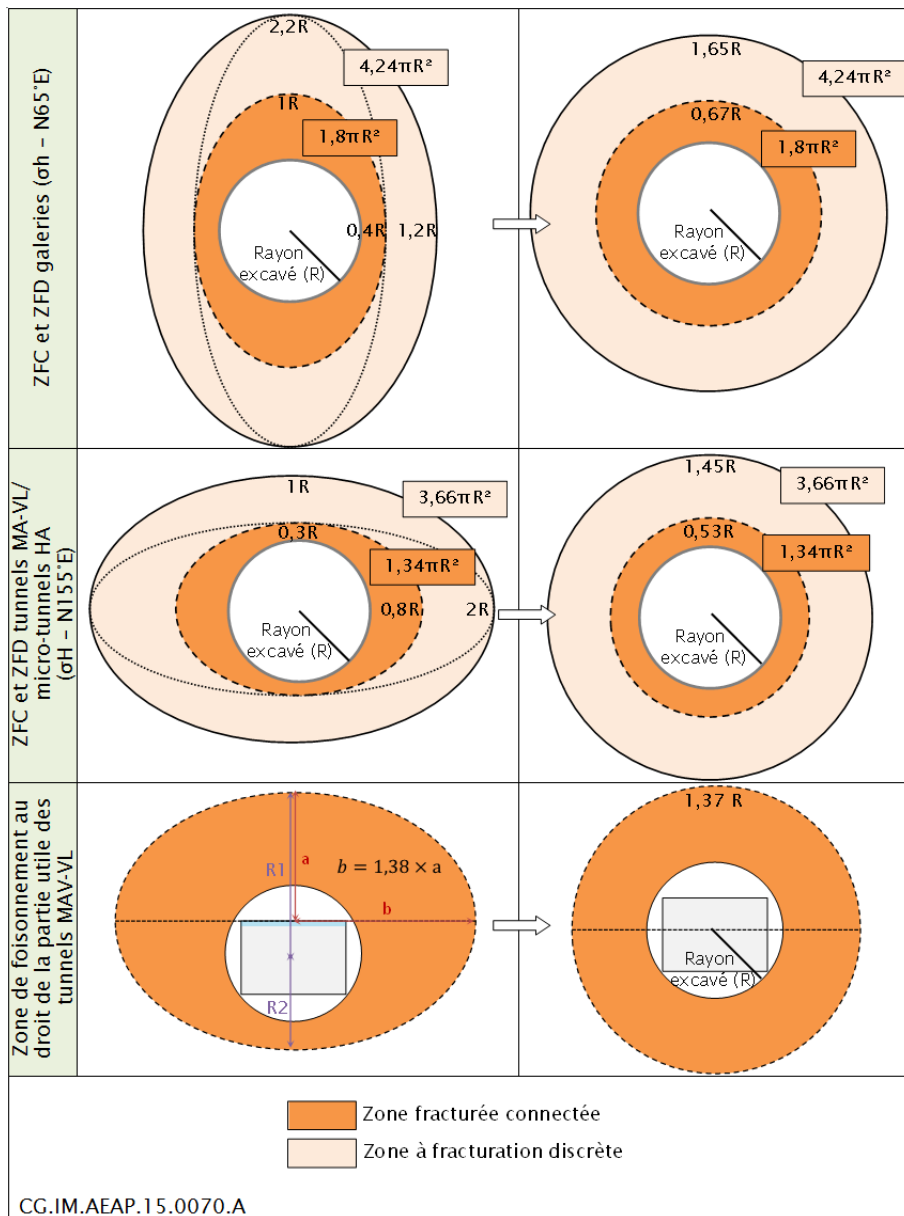 ZFC et ZFD galeries (σh – N65°E)
2,2R
4,24πR²
1R
1,8πR²
0,4R
1,2R
Rayon
excavé (R)
1,65R
4,24πR²
0,67R
1,8πR²
Rayon
excavé (R)
ZFC et ZFD tunnels MA-VL/
micro-tunnels HA
(σH – N155°E)
1R
3,66πR²
0,3R
1,34πR²
0,8R
2R
Rayon
excavé (R)
1,45R
3,66πR²
0,53R
1,34πR²
Rayon
excavé (R)
Zone de foisonnement au
droit de la partie utile des
tunnels MAV-VL
R1
a
b = 1,38 × a
b
R2
1,37 R
Rayon
excavé (R)
Zone fracturée connectée
Zone à fracturation discrète
CG.IM.AEAP.15.0070.A